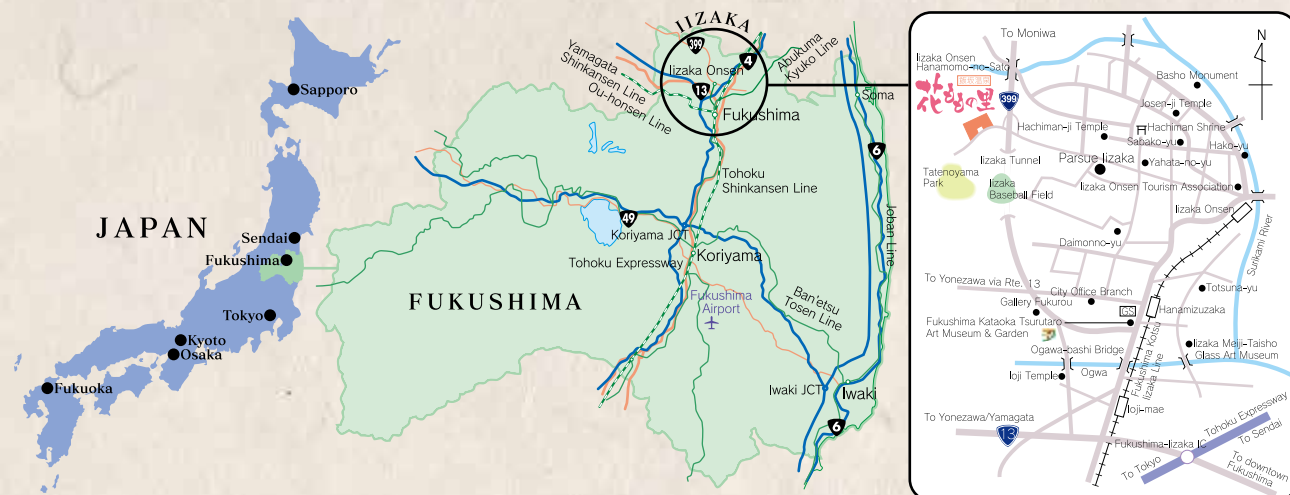 JAPAN
Sapporo
Sendai
Fukushima
Tokyo
Kyoto
Osaka
Fukuoka
IIZAKA
399
4
13
Iizaka Onsen
Yamagata
Shinkansen Line
Ou-honsen Line
Abukuma
Kyuko Line
Fukushima
Soma
6
Tohoku
Shinkansen Line
49
Koriyama JCT
Tohoku Expressway
Koriyama
Joban Line
FUKUSHIMA
Fukushima
Airport
Ban'etsu
Tosen Line
Iwaki JCT
Iwaki
6
To Moniwa
N
Iizaka Onsen
Hanamomo-no-Sato
花ももの里
399
Basho Monument
Josen-ji Temple
Hachiman-ji Temple
Hachiman Shrine
Sabako-yu
Hako-yu
Iizaka Tunnel
Parsue Iizaka
Yahata-no-yu
Tatenoyama
Park
Iizaka
Baseball Field
Iizaka Onsen Tourism Association
Iizaka Onsen
Daimonno-yu
Surikami River
To Yonezawa via Rte. 13
City Office Branch
Totsuna-yu
Gallery Fukurou
GS
Hanamizuzaka
Fukushima Kataoka Tsurutaro
Art Museum & Garden
Ogawa-bashi Bridge
Iizaka Meiji-Taisho
Glass Art Museum
Ioji Temple
Ogwa
Fukushima Kotsu
Iizaka Line
Ioji-mae
To Yonezawa/Yamagata
13
Fukushima-Iizaka IC
Tohoku Expressway
To Sendai
To Tokyo
To downtown
Fukushima